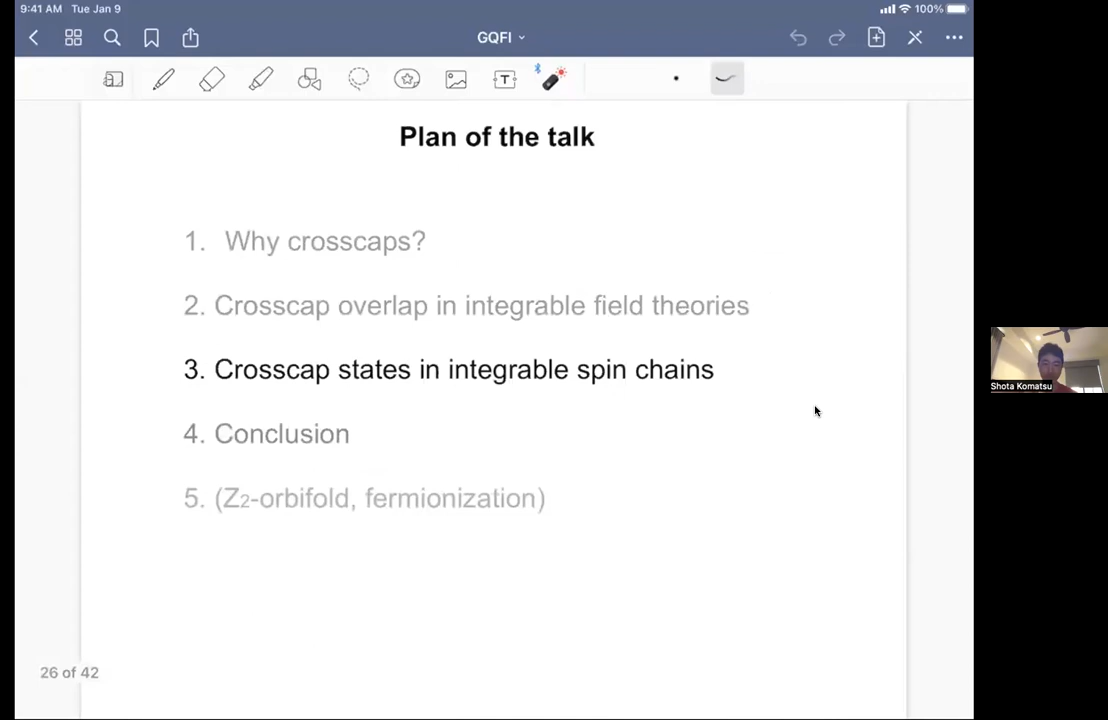 9:41 AM Tue Jan 9
100%
GQFI
T
Plan of the talk
1. Why crosscaps?
2. Crosscap overlap in integrable field theories
3. Crosscap states in integrable spin chains
Shota Komatsu
4. Conclusion
5. (Z2-orbifold, fermionization)
26 of 42